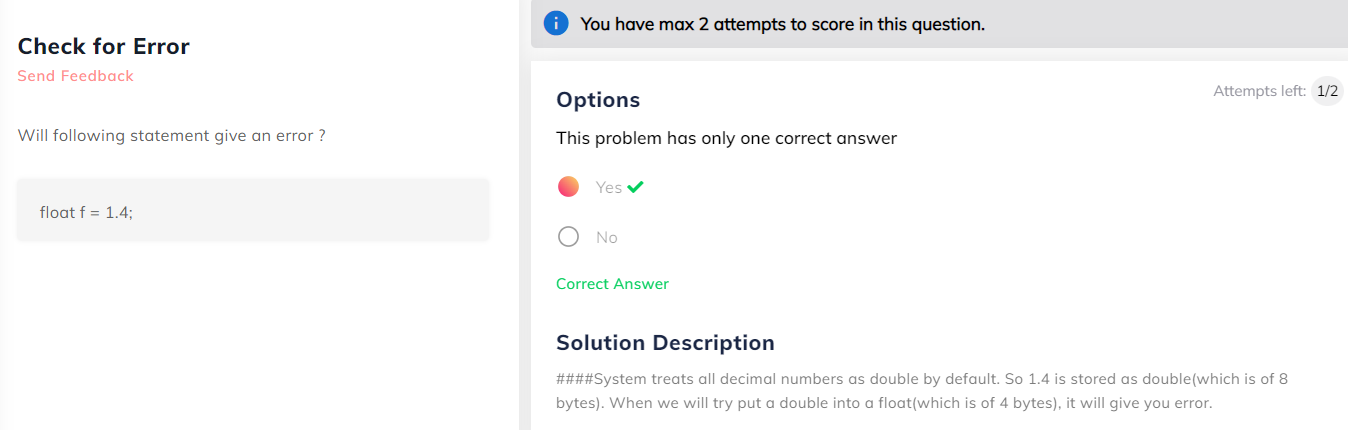 Check for Error
Send Feedback
Will following statement give an error ?
float f = 1.4;
You have max 2 attempts to score in this question.
Options
Attempts left: 1/2
This problem has only one correct answer
Yes
No
Correct Answer
Solution Description
####System treats all decimal numbers as double by default. So 1.4 is stored as double(which is of 8
bytes). When we will try put a double into a float(which is of 4 bytes), it will give you error.